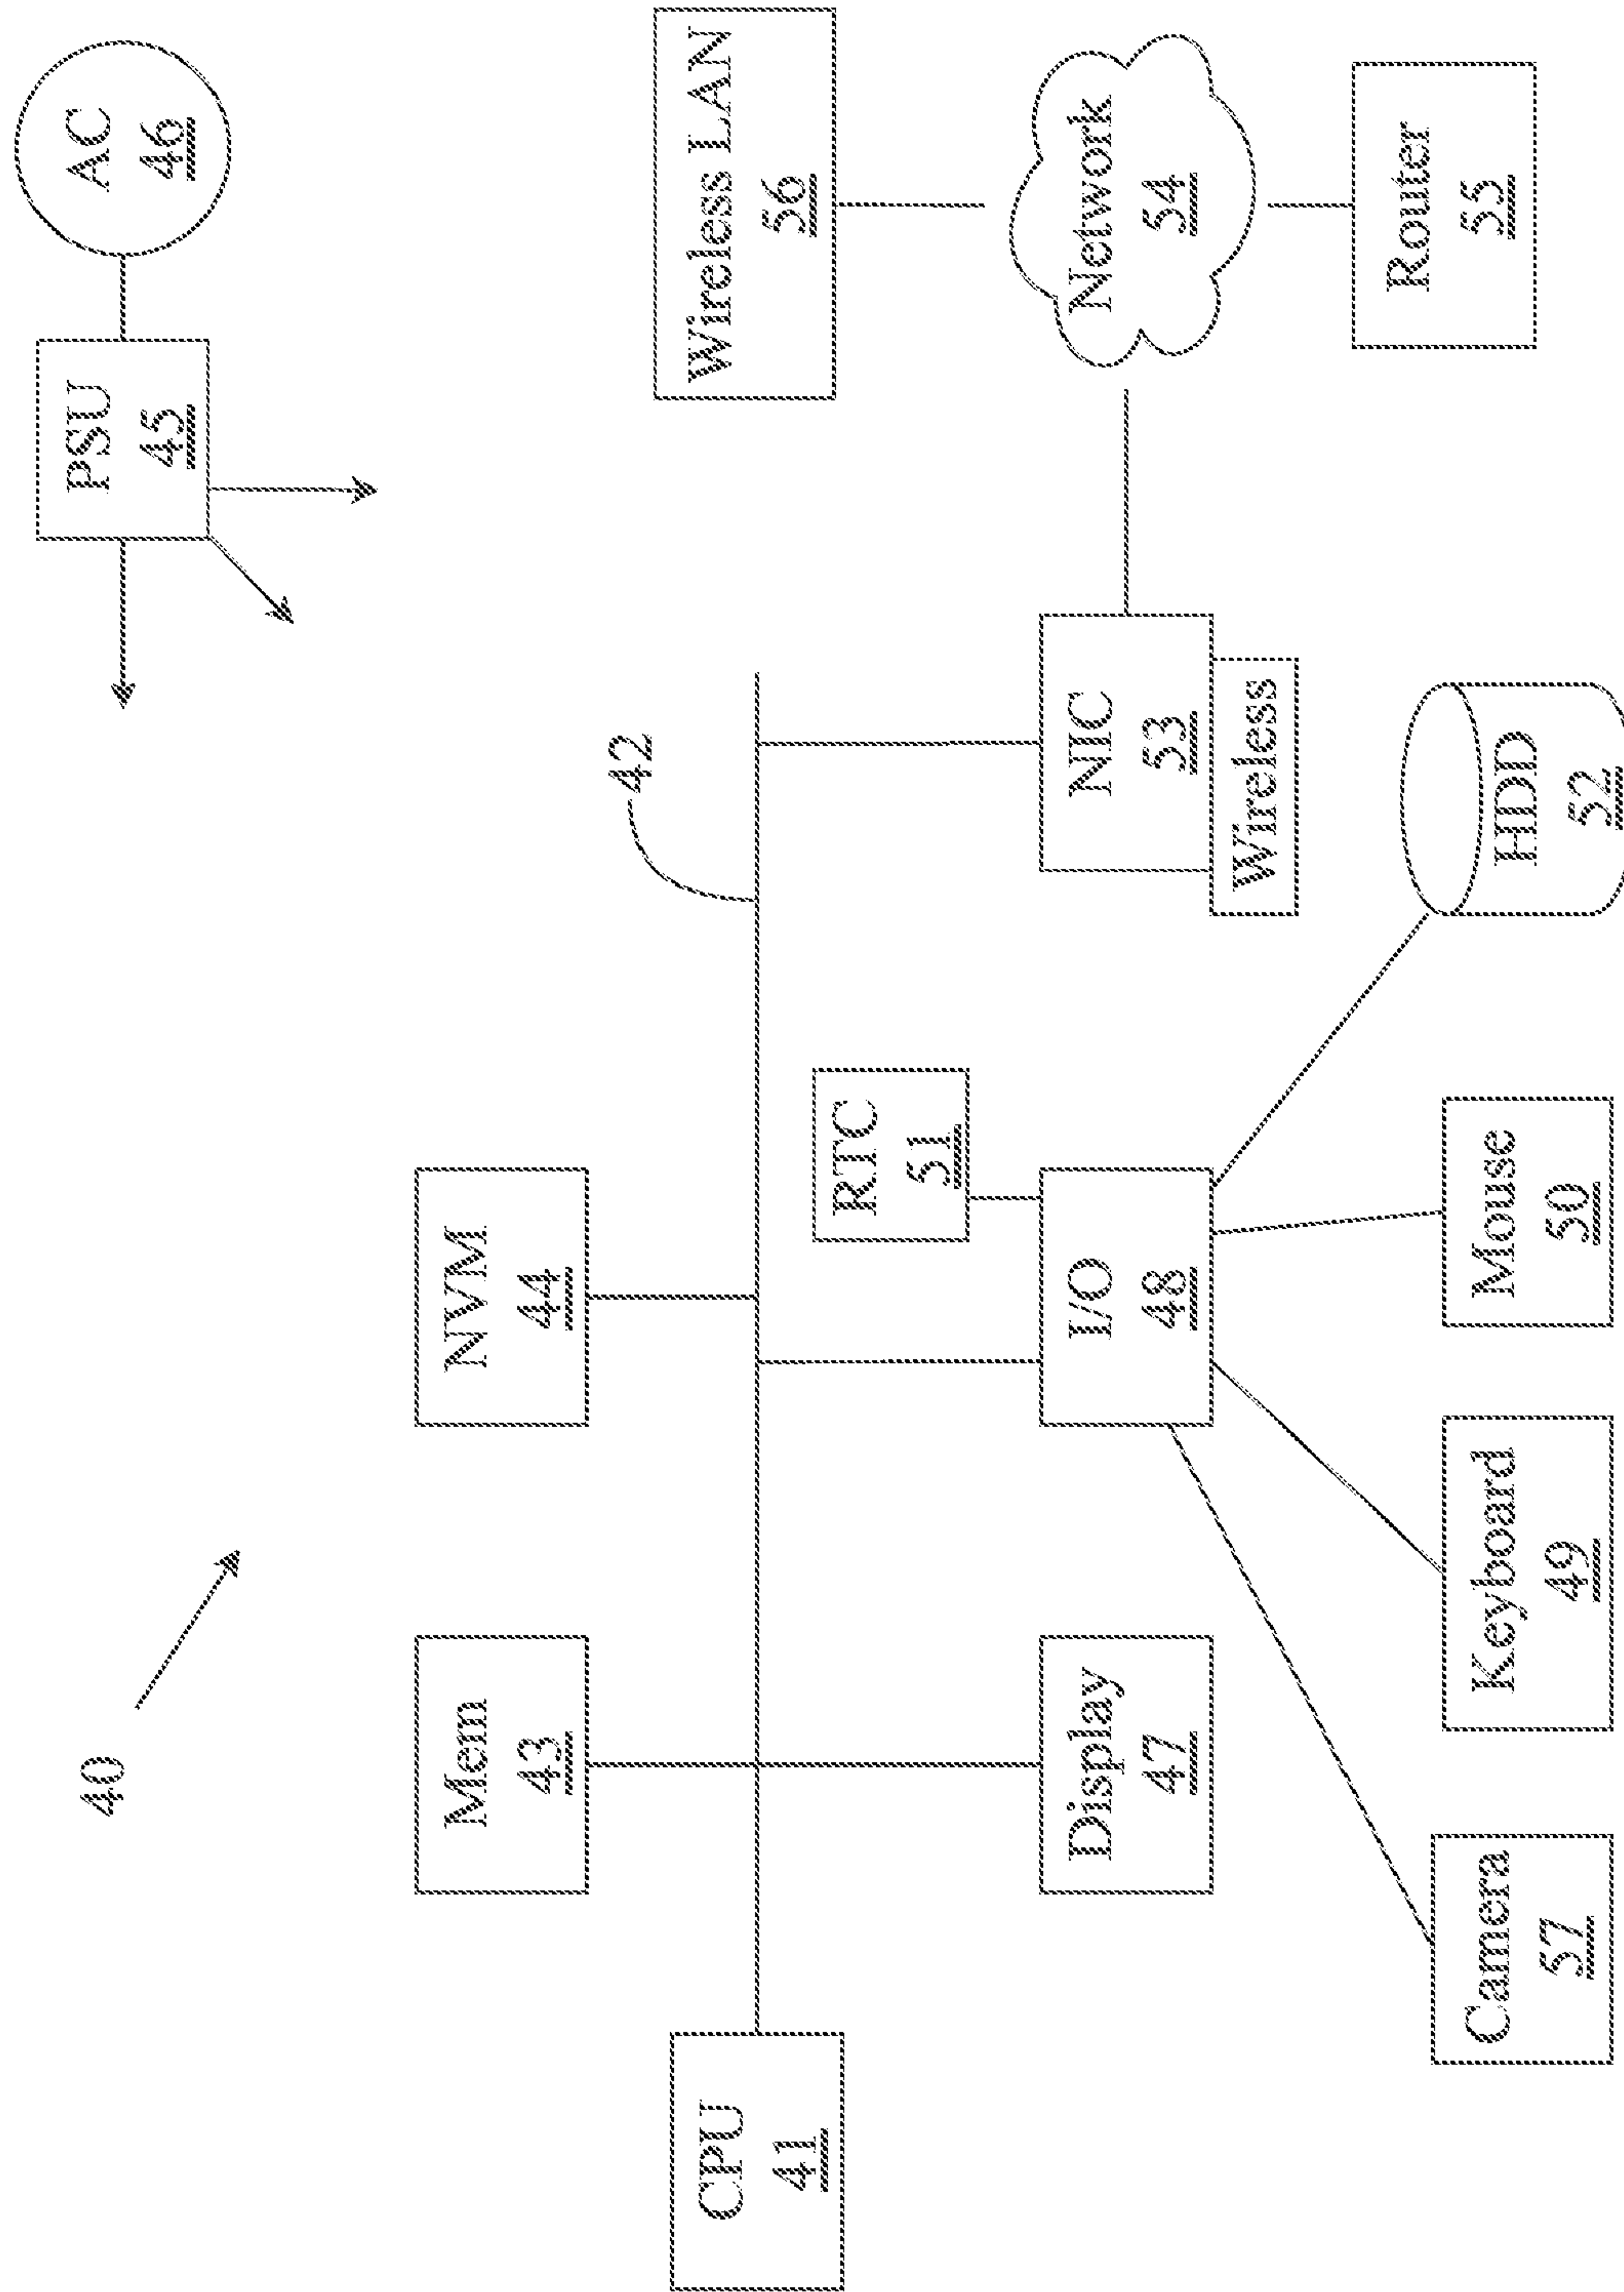 40
AC
46
PSU
45
Mem
43
NVM
44
42
Wireless LAN
56
CPU
41
RTC
51
Display
47
I/O
48
NIC
53
Wireless
Network
54
Router
55
Camera
57
Keyboard
49
Mouse
50
HDD
52